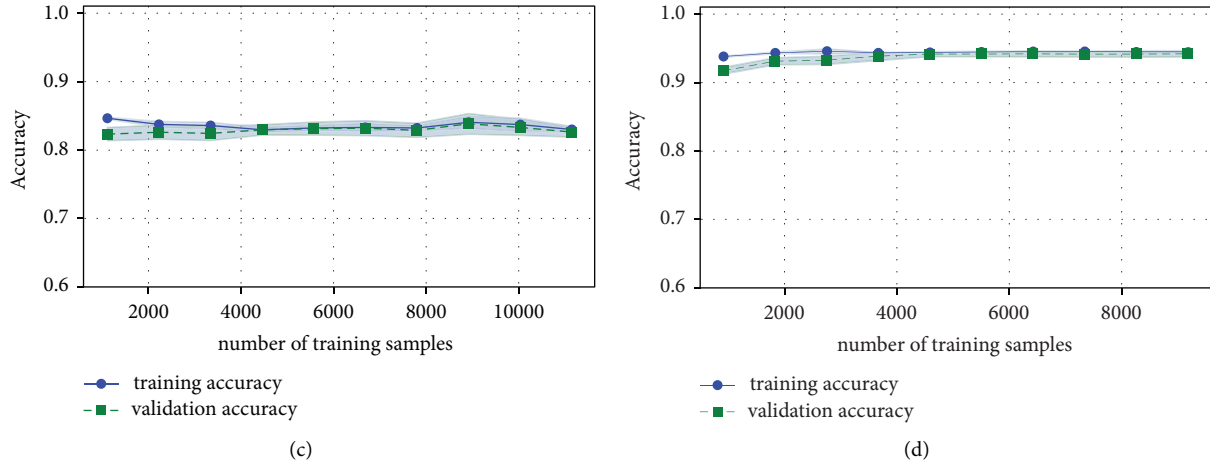 1.0
0.9
0.8
0.7
0.6
Accuracy
2000 4000 6000 8000 10000
number of training samples
training accuracy
validation accuracy
(c)
1.0
0.9
0.8
0.7
0.6
Accuracy
2000 4000 6000 8000
number of training samples
training accuracy
validation accuracy
(d)